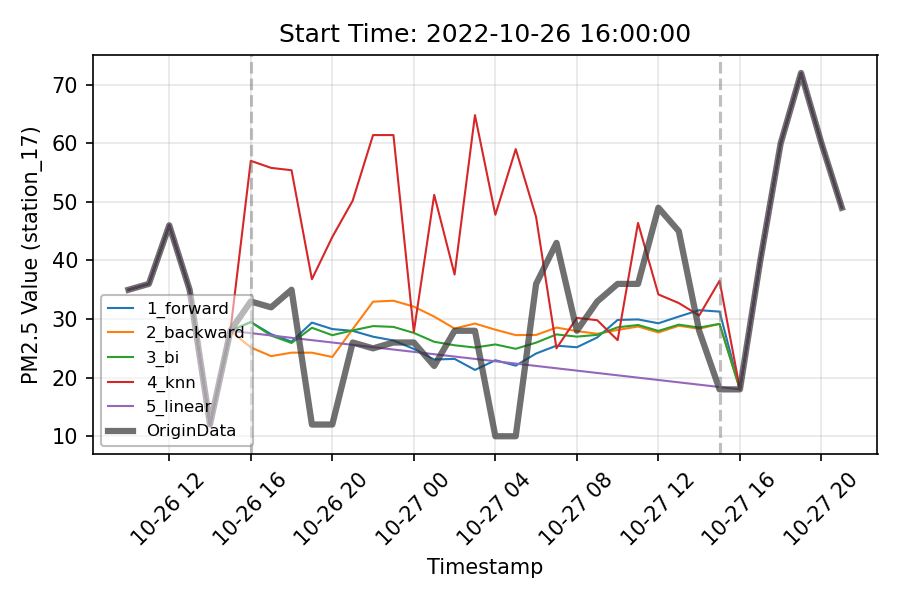 Start Time: 2022-10-26 16:00:00
PM2.5 Value (station_17)
70
60
50
40
30
20
10
1_forward
2_backward
3_bi
4_knn
5_linear
OriginData
10-26 12
10-26 16
10-26 20
10-27 00
10-27 04
10-27 08
10-27 12
10-27 16
10-27 20
Timestamp